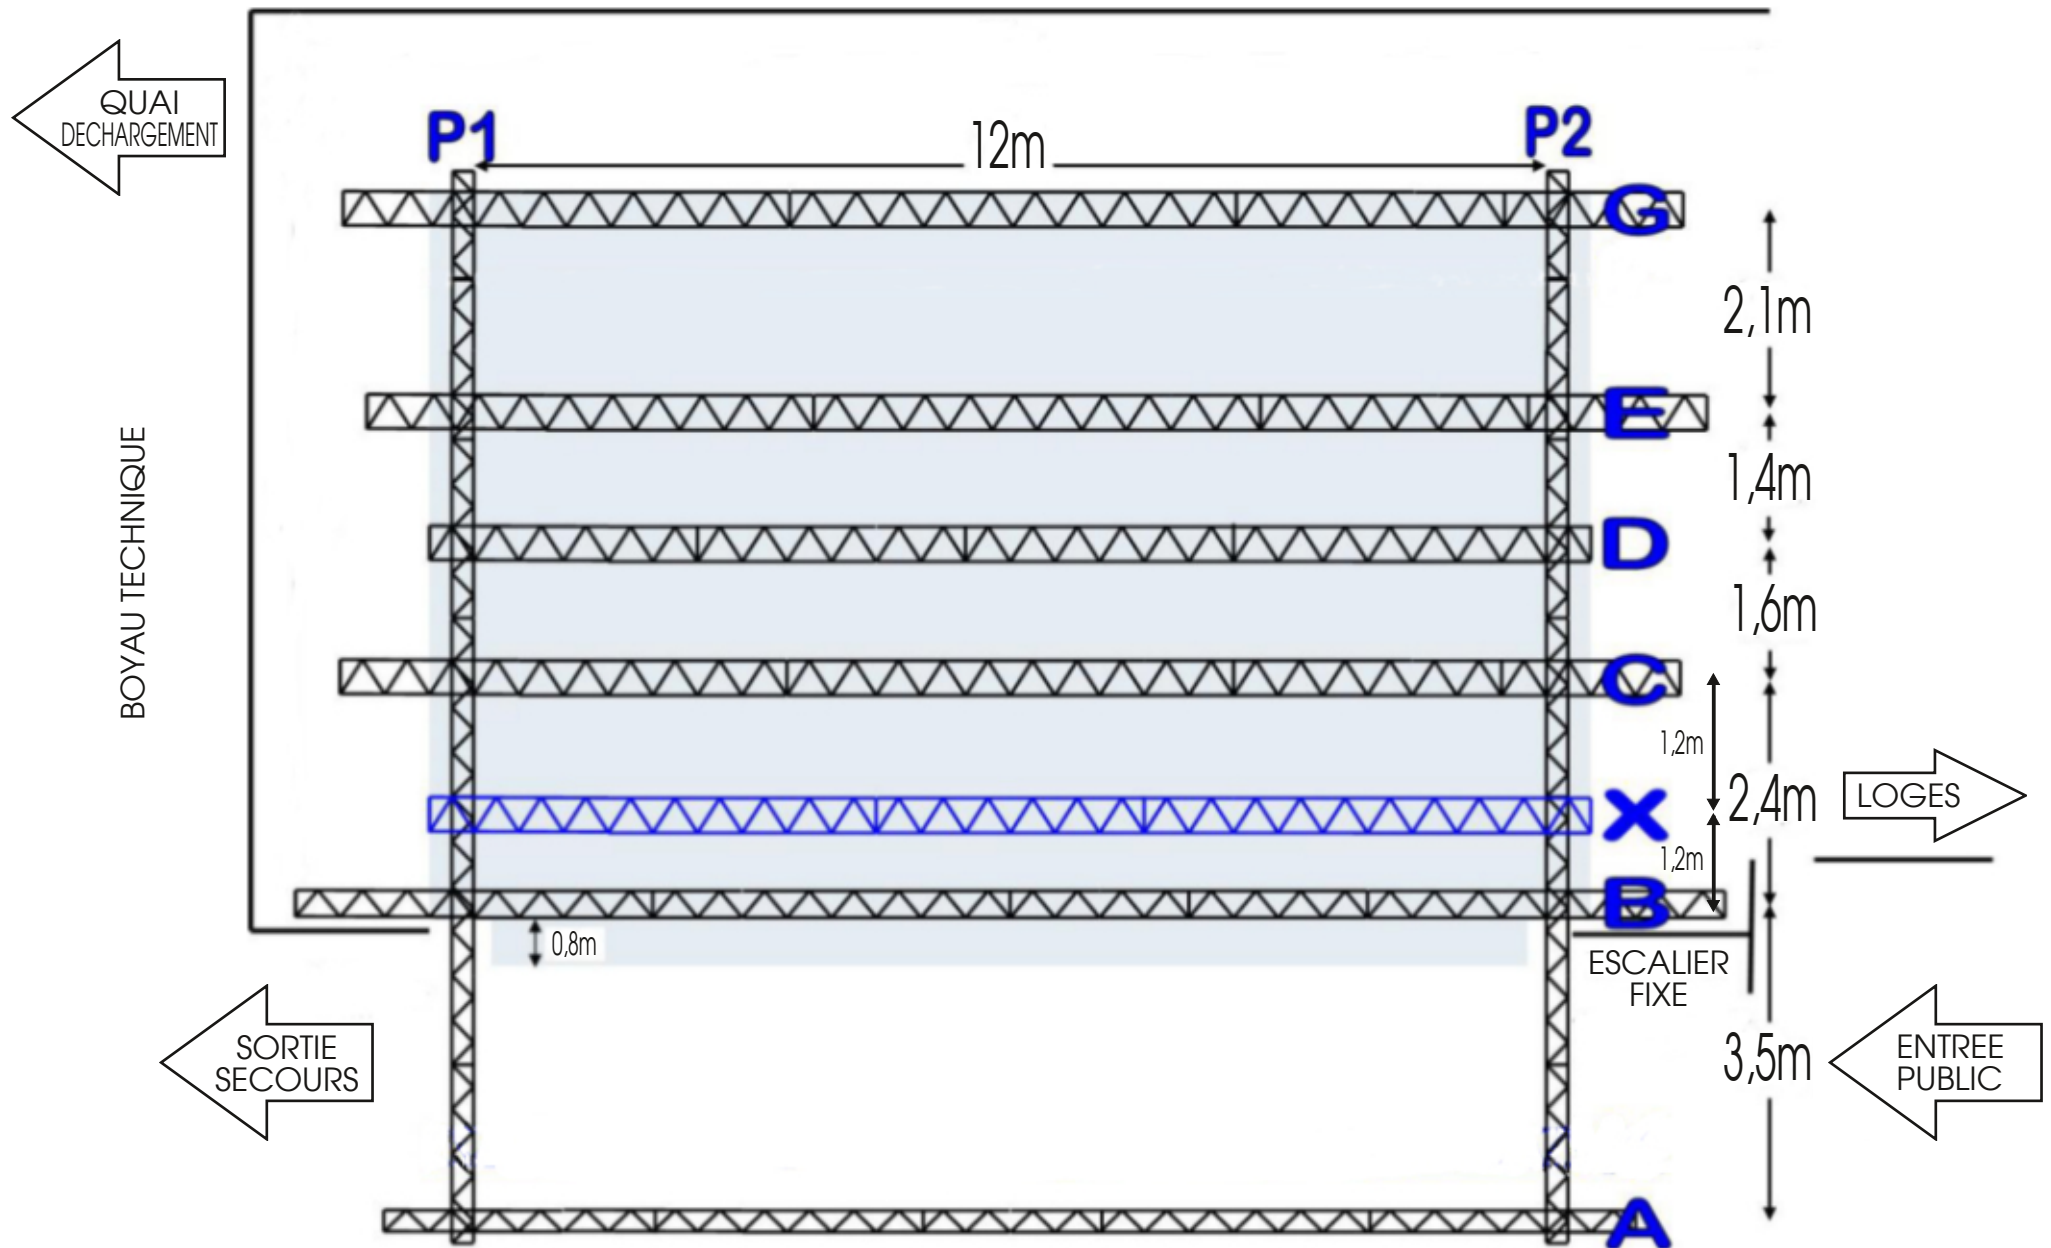 QUAI
DECHARGEMENT
P1
12m
P2
G
2,1m
E
1,4m
D
1,6m
C
1,2m
BOYAU TECHNIQUE
X
2,4m
LOGES
1,2m
B
0,8m
ESCALIER
FIXE
SORTIE
SECOURS
3,5m
ENTREE
PUBLIC
A